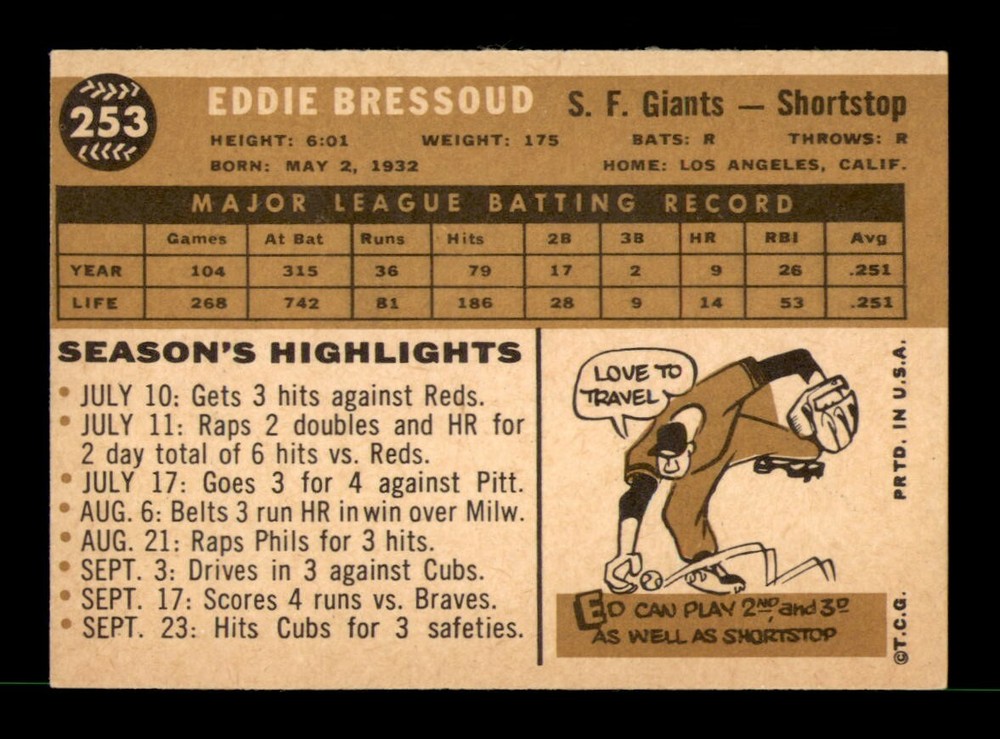 253
EDDIE BRESSOUD S. F. Giants — Shortstop
HEIGHT: 6:01 WEIGHT: 175 BATS: R THROWS: R
BORN: MAY 2, 1932 HOME: LOS ANGELES, CALIF.
MAJOR LEAGUE BATTING RECORD
Games At Bat Runs Hits 2B 3B HR RBI Avg
YEAR 104 315 36 79 17 2 9 26 .251
LIFE 268 742 81 186 28 9 14 53 .251
SEASON'S HIGHLIGHTS
• JULY 10: Gets 3 hits against Reds.
• JULY 11: Raps 2 doubles and HR for
2 day total of 6 hits vs. Reds.
• JULY 17: Goes 3 for 4 against Pitt.
• AUG. 6: Belts 3 run HR in win over Milw.
• AUG. 21: Raps Phils for 3 hits.
• SEPT. 3: Drives in 3 against Cubs.
• SEPT. 17: Scores 4 runs vs. Braves.
• SEPT. 23: Hits Cubs for 3 safeties.
LOVE TO
TRAVEL
ED CAN PLAY 2ND, and 3D
AS WELL AS SHORTSTOP
PRTD. IN U.S.A.
©T.C.G.